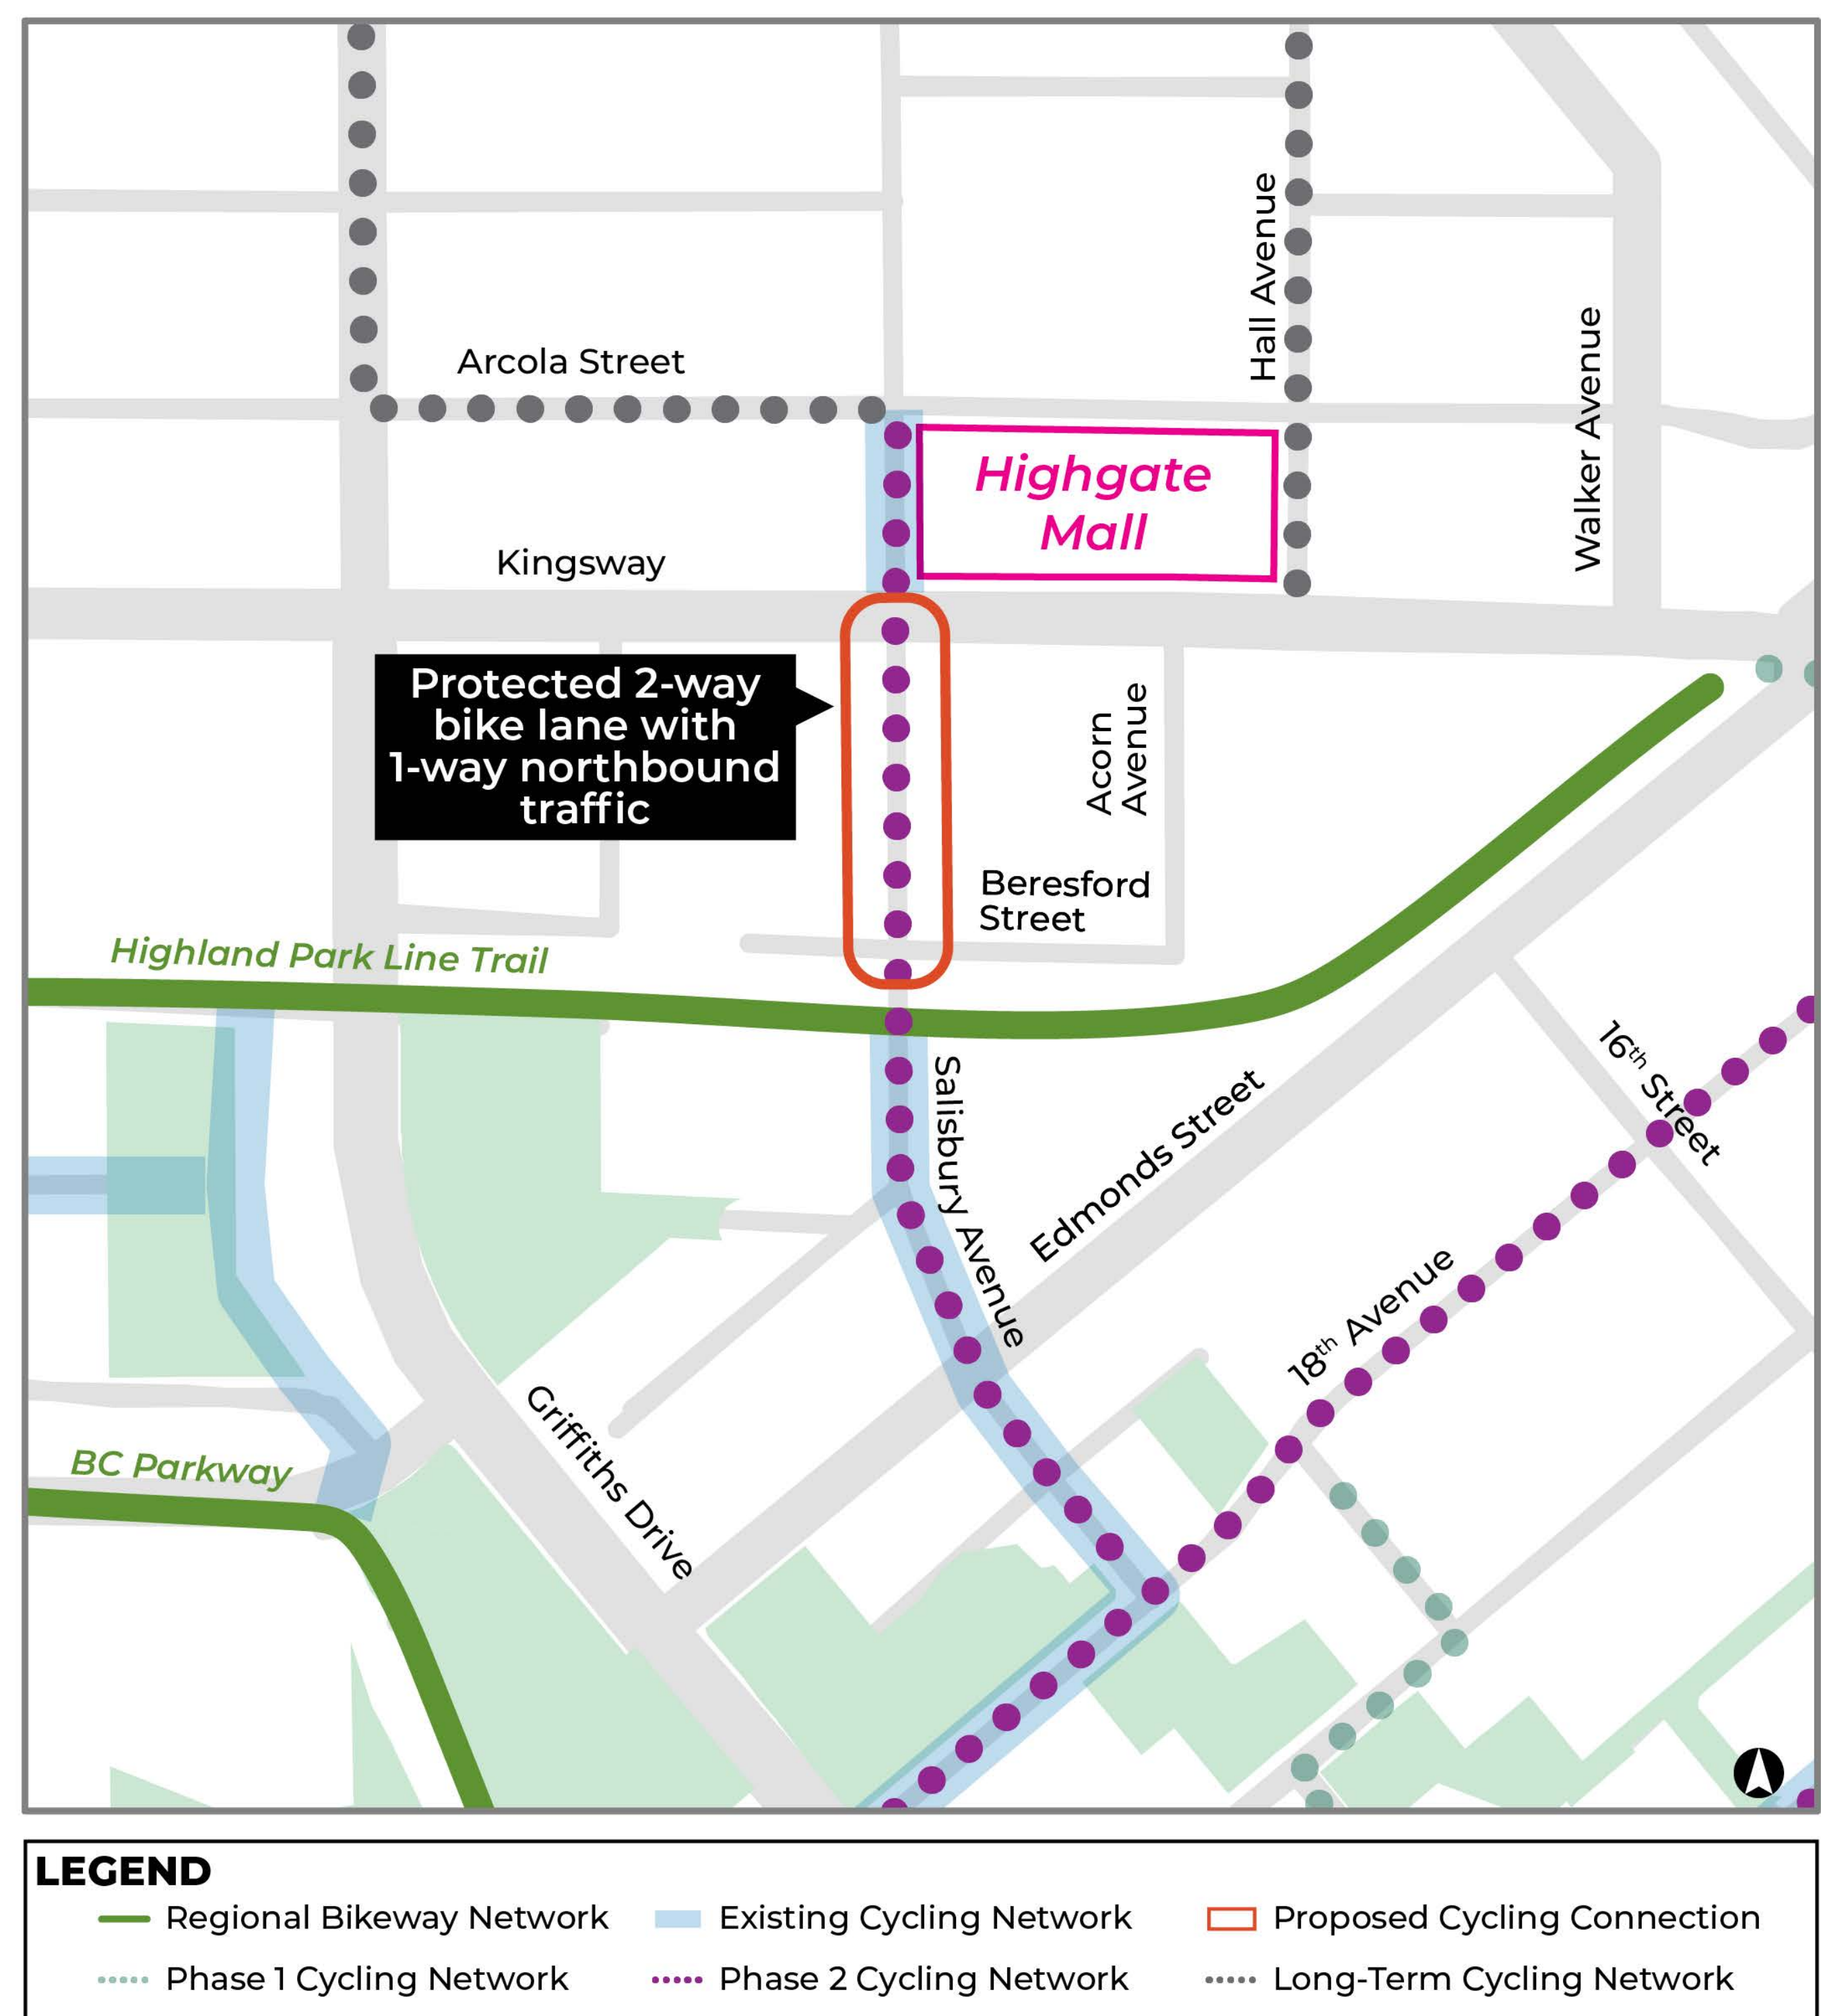 Hall Avenue
Arcola Street
Walker Avenue
Highgate
Mall
Kingsway
Protected 2-way
bike lane with
1-way northbound
traffic
Acorn
Avenue
Beresford
Street
Highland Park Line Trail
Salisbury Avenue
Edmonds Street
16th Street
18th Avenue
Griffiths Drive
BC Parkway
LEGEND
Regional Bikeway Network
Existing Cycling Network
Proposed Cycling Connection
Phase 1 Cycling Network
Phase 2 Cycling Network
Long-Term Cycling Network